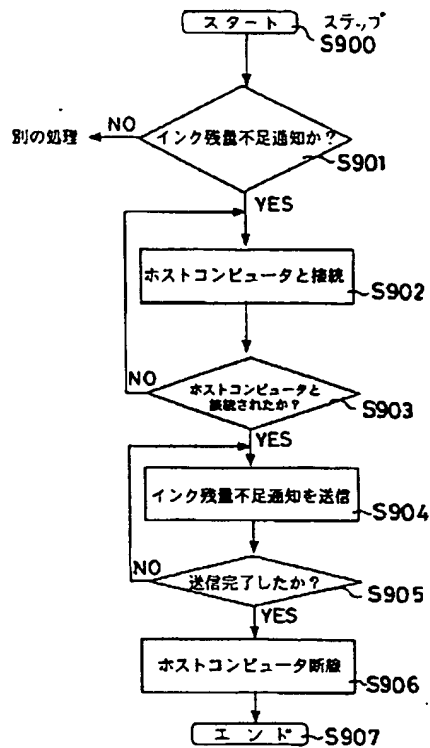 スタート
ステップ
S900
インク残量不足通知か?
NO
別の処理
S901
YES
ホストコンピュータと接続
S902
NO
ホストコンピュータと
接続されたか?
S903
YES
インク残量不足通知を送信
S904
NO
送信完了したか?
S905
YES
ホストコンピュータ断線
S906
エンド
S907